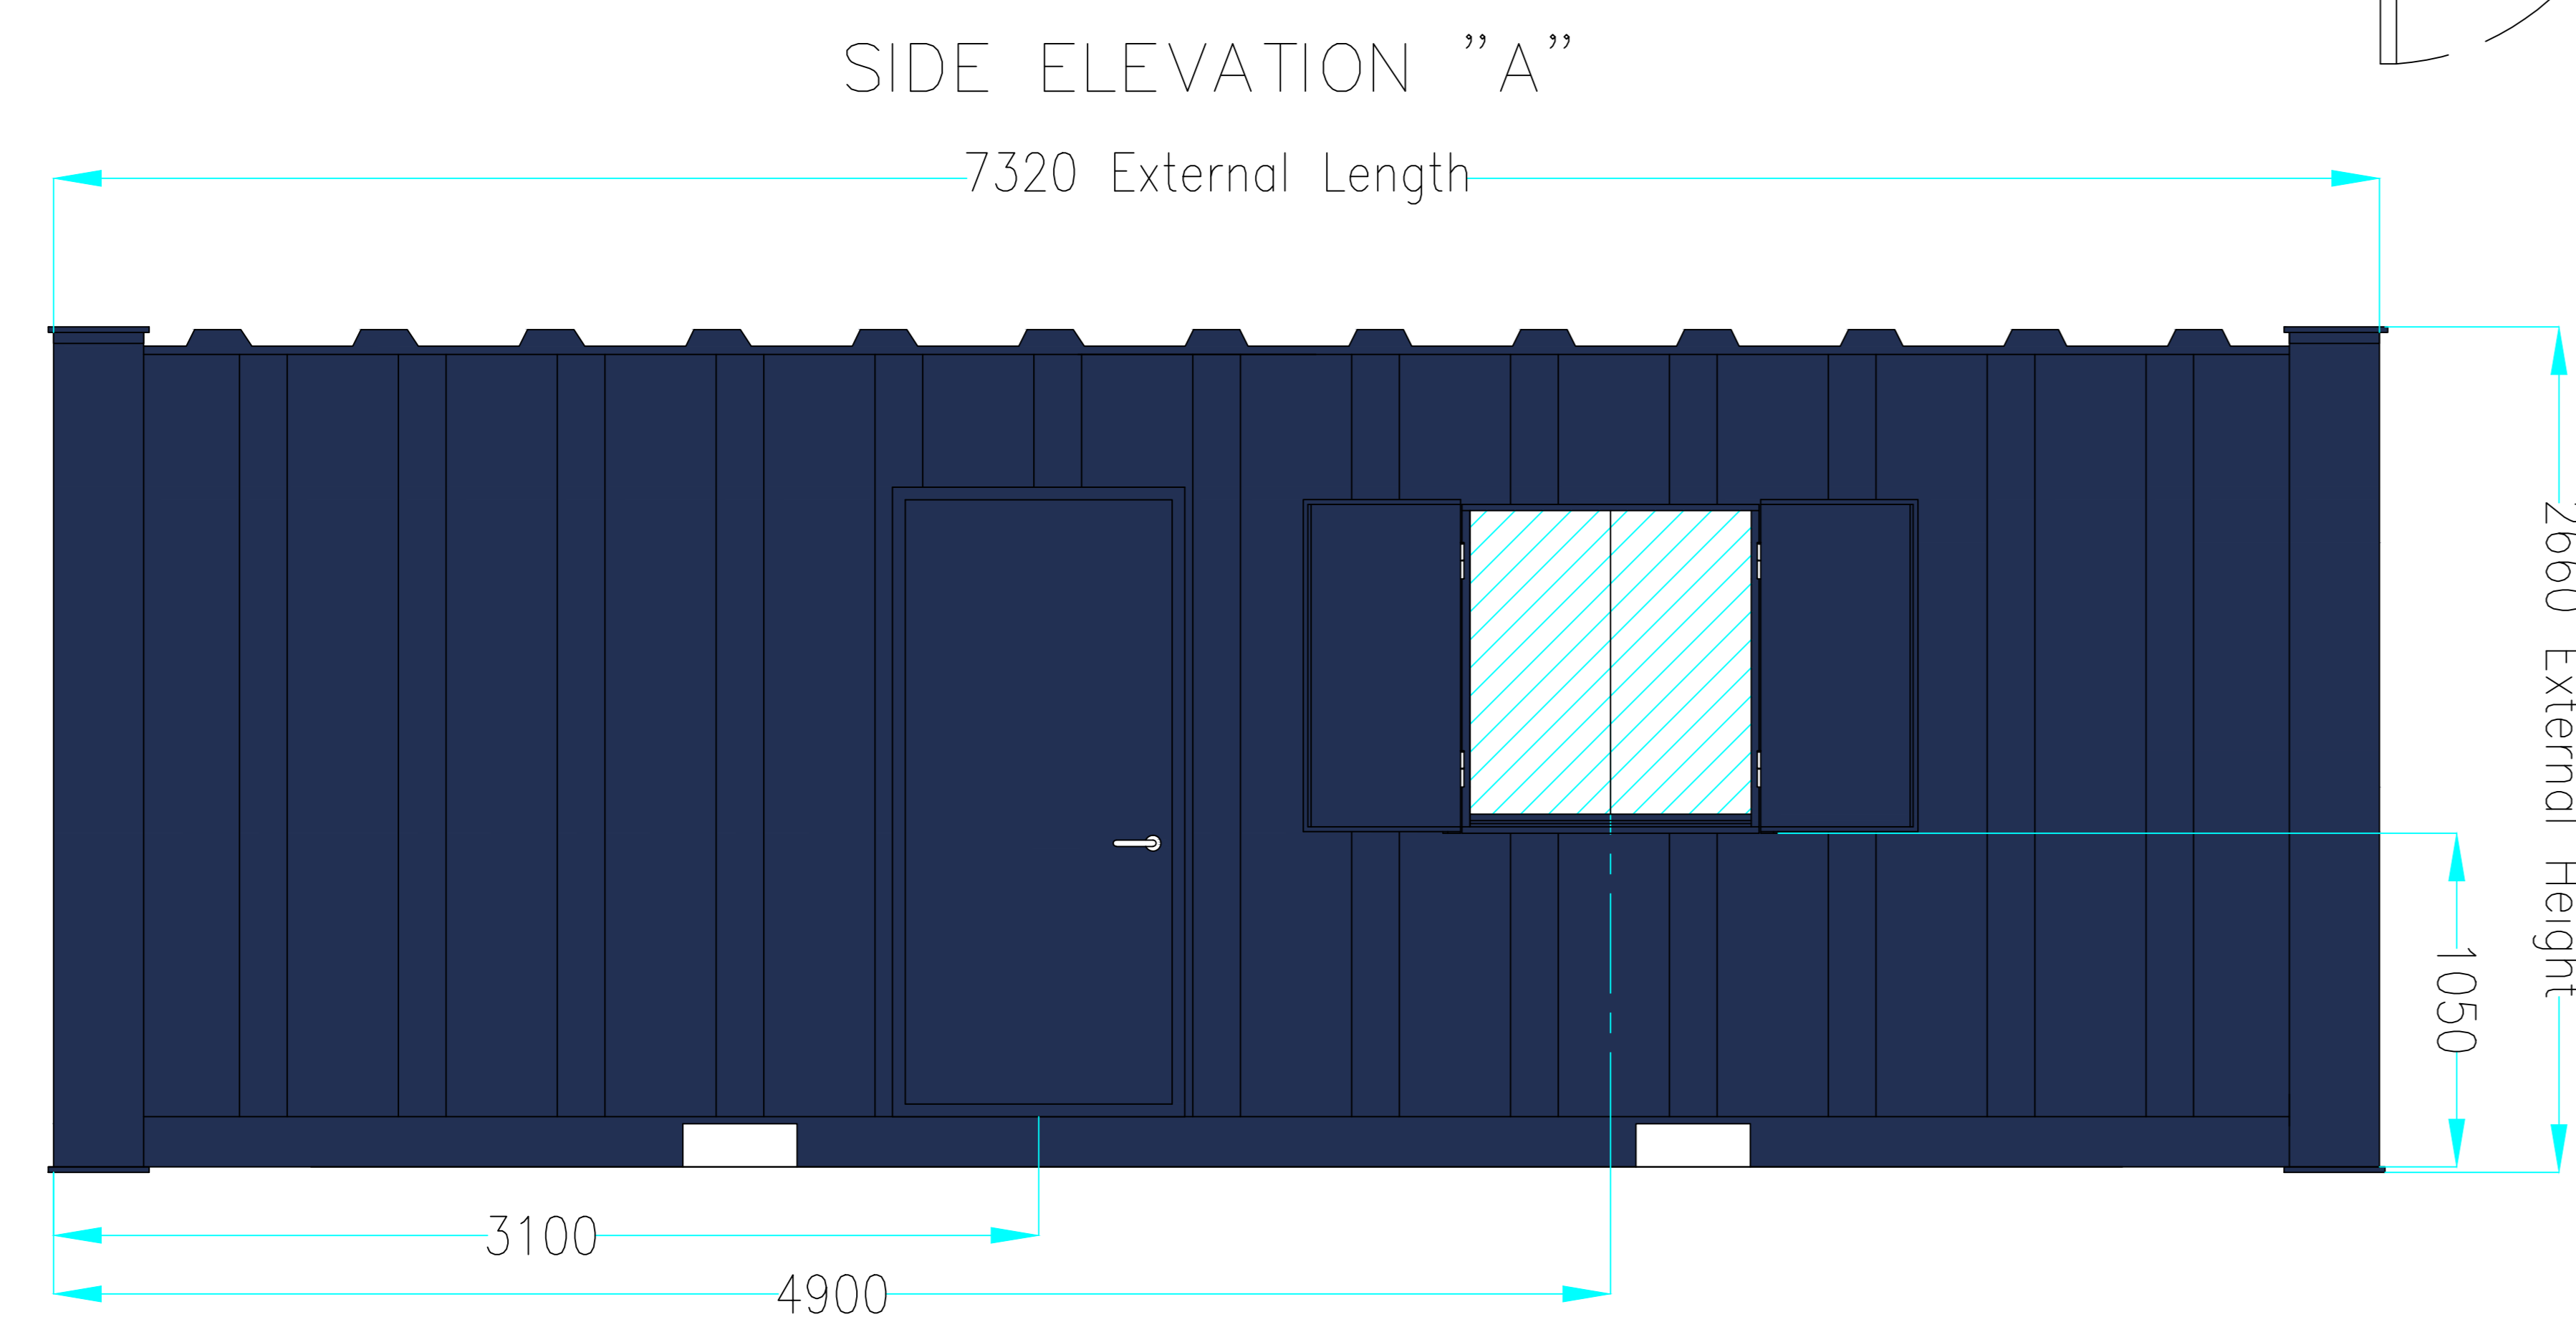 SIDE ELEVATION "A"
7320 External Length
2660 External Height
1050
3100
4900